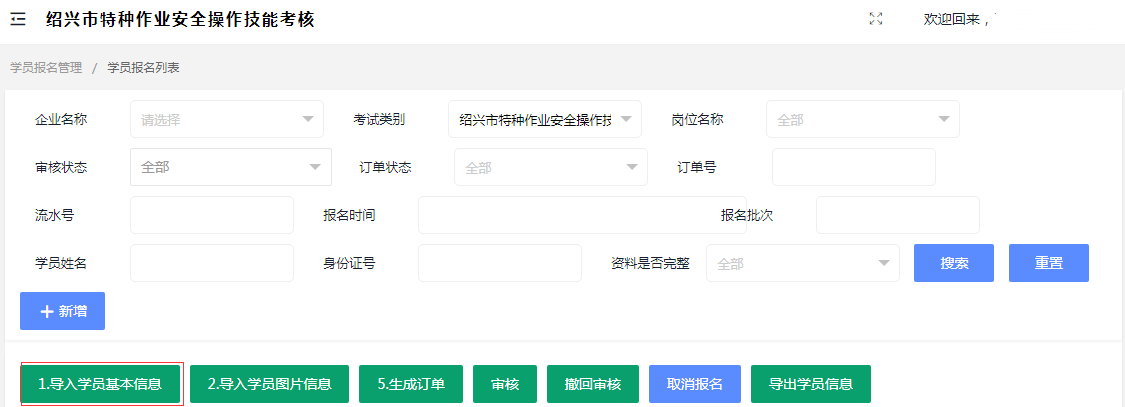 绍兴市特种作业安全操作技能考核
欢迎回来，
学员报名管理 / 学员报名列表
企业名称 请选择 考试类别 绍兴市特种作业安全操作技 岗位名称 全部
审核状态 全部 订单状态 全部 订单号
流水号 报名时间 报名批次
学员姓名 身份证号 资料是否完整 全部 搜索 重置
+ 新增
1.导入学员基本信息 2.导入学员图片信息 5.生成订单 审核 撤回审核 取消报名 导出学员信息